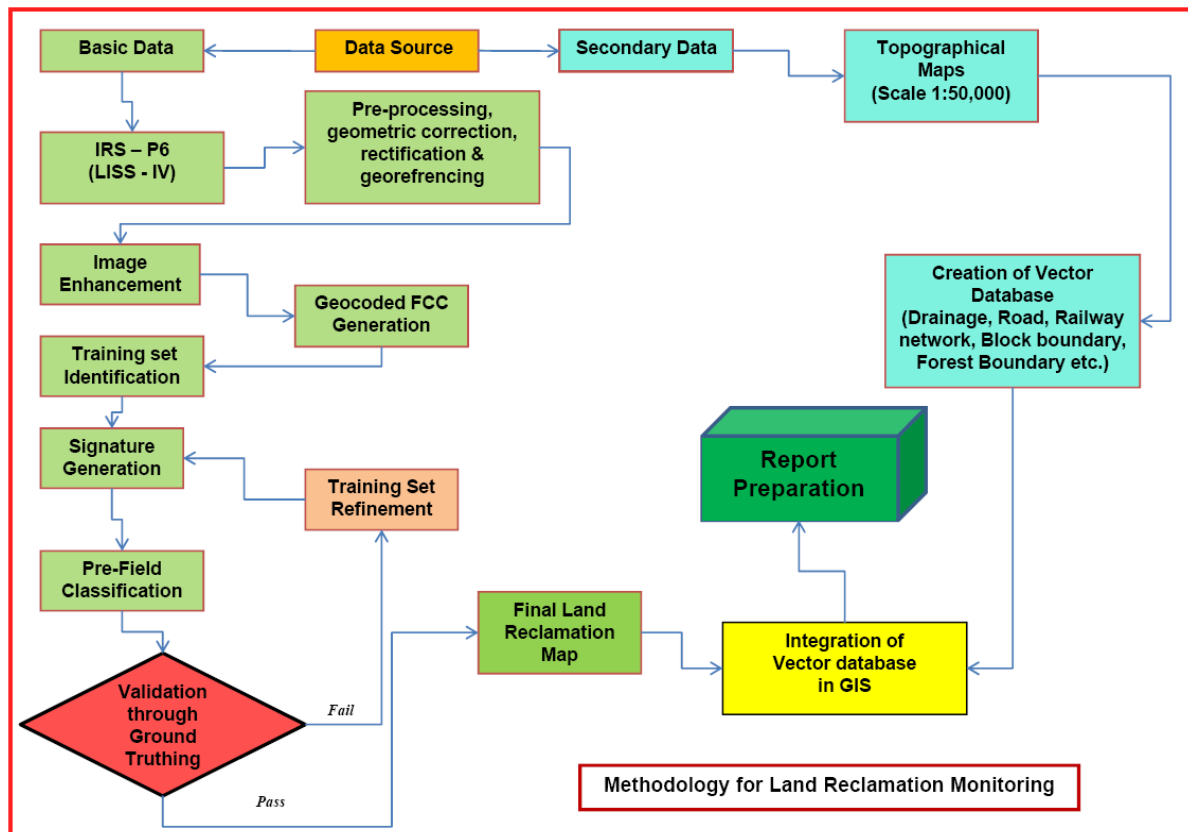 Basic Data
Data Source
Secondary Data
Topographical
Maps
(Scale 1:50,000)
IRS – P6
(LISS - IV)
Pre-processing,
geometric correction,
rectification &
georefrencing
Image
Enhancement
Geocoded FCC
Generation
Creation of Vector
Database
(Drainage, Road, Railway
network, Block boundary,
Forest Boundary etc.)
Training set
Identification
Signature
Generation
Training Set
Refinement
Report
Preparation
Pre-Field
Classification
Final Land
Reclamation
Map
Integration of
Vector database
in GIS
Validation
through
Ground
Truthing
Fail
Pass
Methodology for Land Reclamation Monitoring